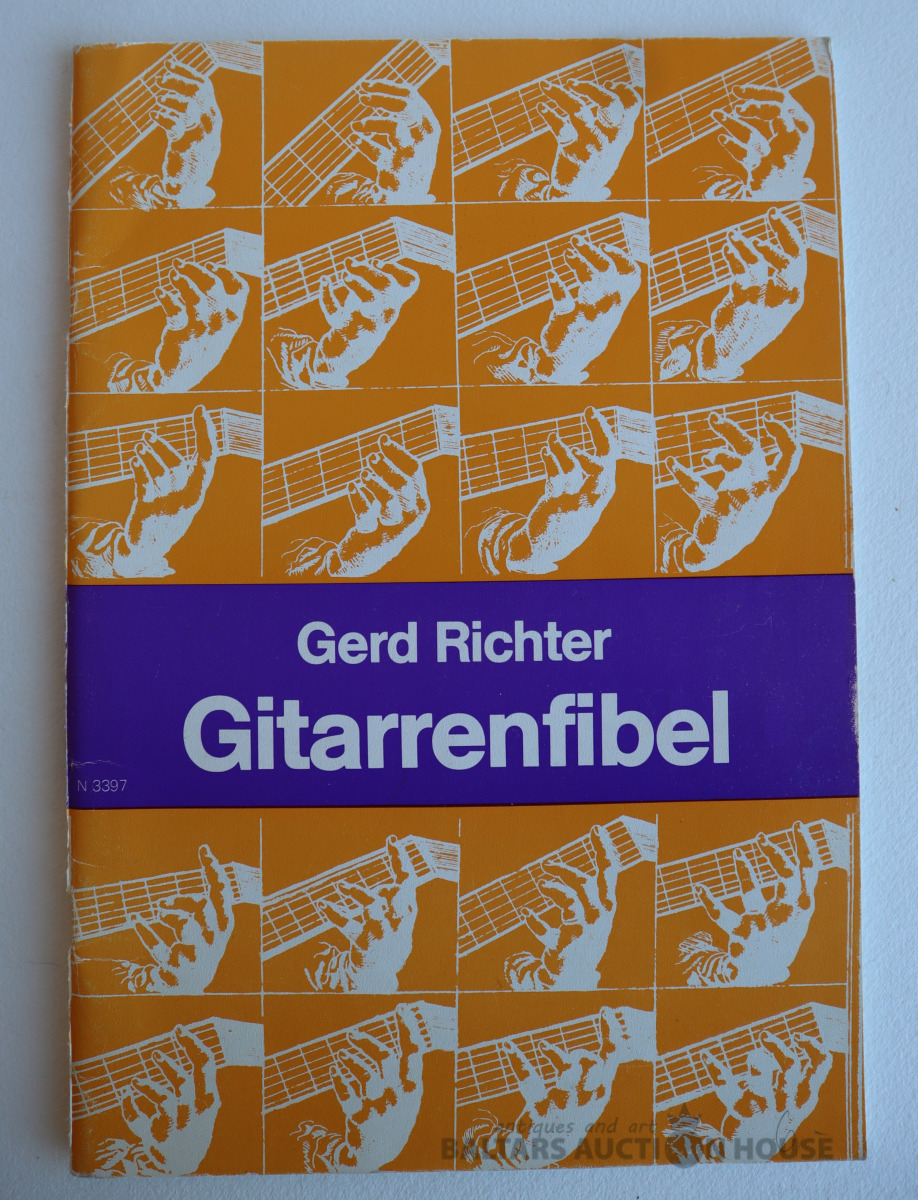 Gerd Richter
Gitarrenfibel
N 3397
antiques and art
BALTARS AUCTION HOUSE